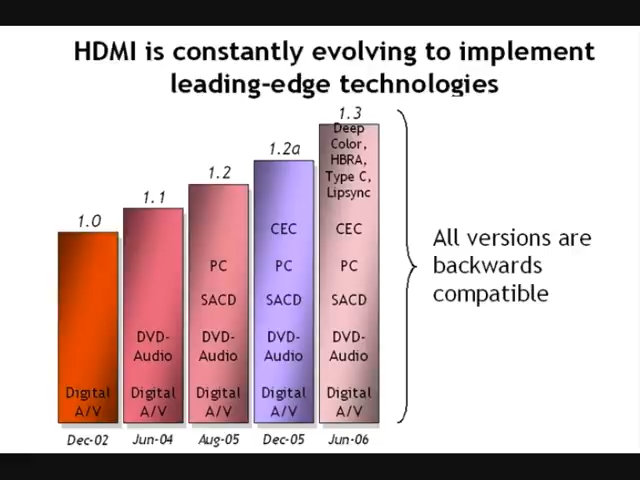 HDMI is constantly evolving to implement
leading-edge technologies
1.0
1.1
1.2
1.2a
1.3
Deep
Color,
HBRA,
Type C,
Lipsync
CEC
CEC
PC
PC
PC
SACD
SACD
SACD
DVD-
Audio
DVD-
Audio
DVD-
Audio
DVD-
Audio
Digital
A/V
Digital
A/V
Digital
A/V
Digital
A/V
Digital
A/V
Dec-02
Jun-04
Aug-05
Dec-05
Jun-06
All versions are
backwards
compatible